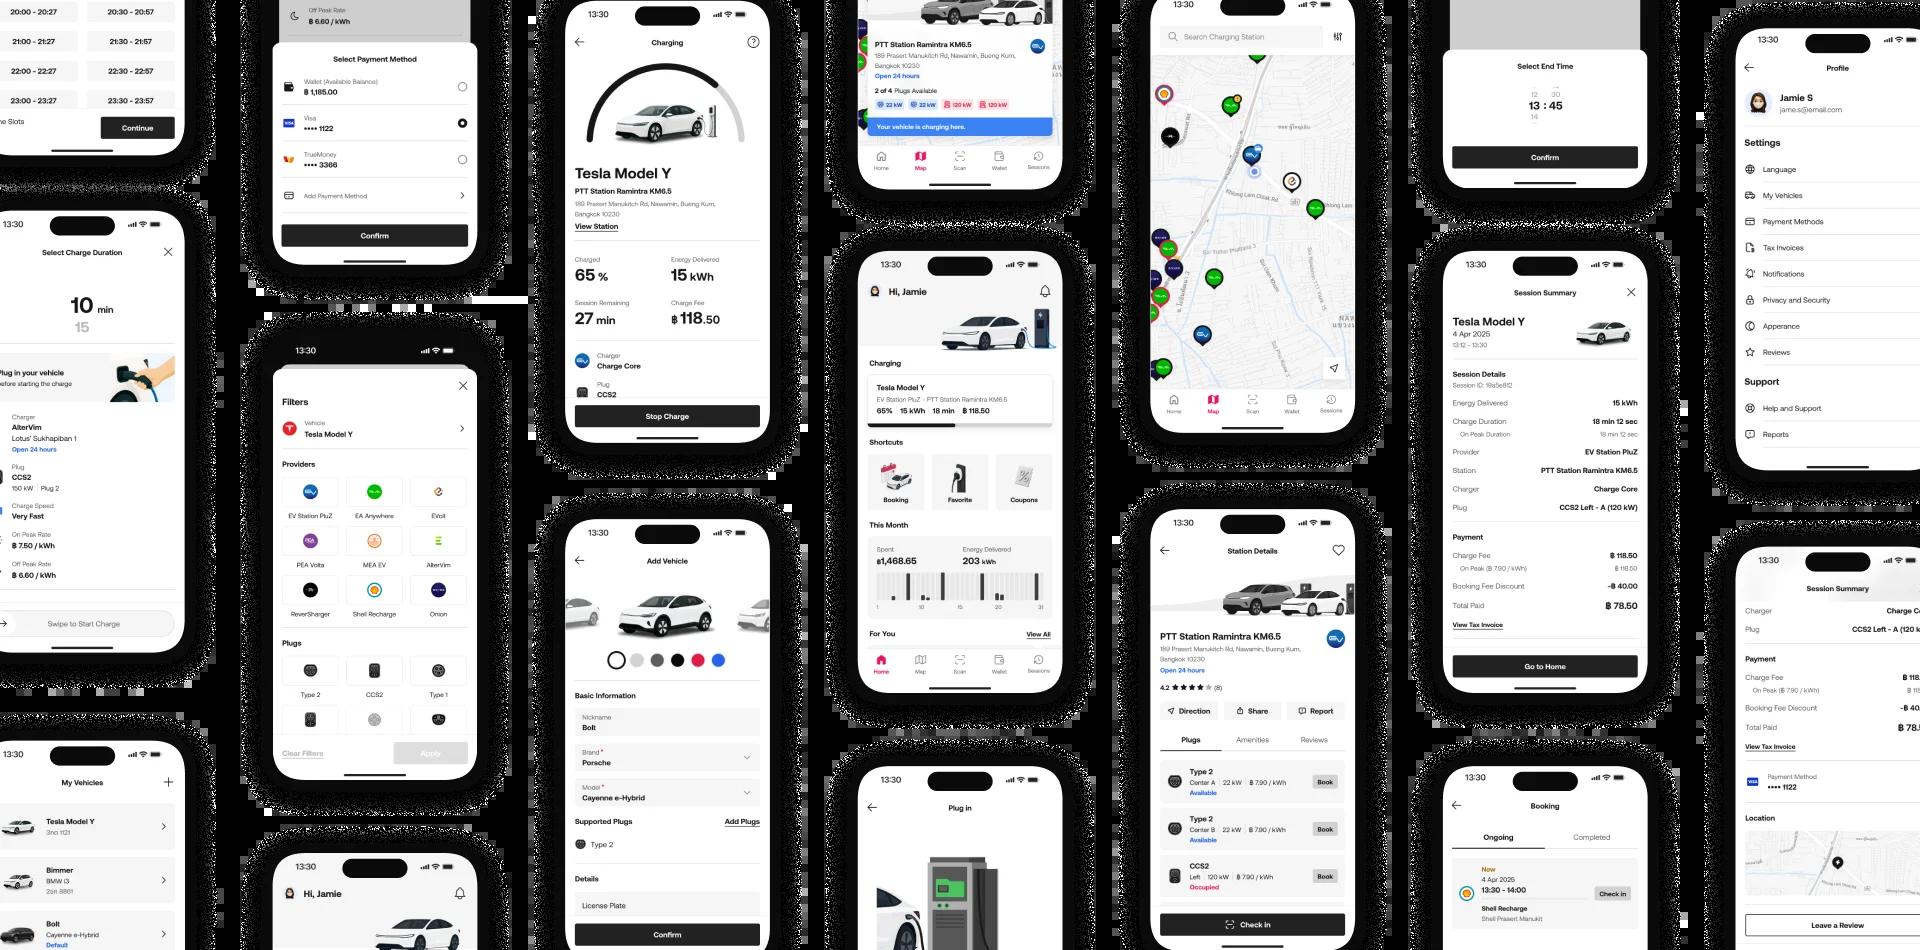 20:00 - 20:27
20:30 - 20:57
21:00 - 21:27
21:30 - 21:57
22:00 - 22:27
22:30 - 22:57
23:00 - 23:27
23:30 - 23:57
Slots
Continue
13:30
Select Charge Duration
10 min
15
Plug in your vehicle
before starting the charge
Charger
AlterVim
Lotus' Sukhapiban 1
Open 24 hours
Plug
CCS2
150 kW | Plug 2
Charge Speed
Very Fast
On Peak Rate
฿ 7.50 / kWh
Off Peak Rate
฿ 6.60 / kWh
Swipe to Start Charge
13:30
My Vehicles
Tesla Model Y
3กก 1121
Bimmer
BMW i3
2กก 8861
Bolt
Cayenne e-Hybrid
Default
Off Peak Rate
฿ 6.60 / kWh
Select Payment Method
Wallet (Available Balance)
฿ 1,185.00
VISA
Visa
•••• 1122
TrueMoney
•••• 3366
Add Payment Method
Confirm
13:30
Filters
Vehicle
Tesla Model Y
Providers
EV Station PluZ
EA Anywhere
EVolt
PEA Volta
MEA EV
AlterVim
ReverSharger
Shell Recharge
Onion
Plugs
Type 2
CCS2
Type 1
Clear Filters
Apply
13:30
Hi, Jamie
13:30
Charging
Tesla Model Y
PTT Station Ramintra KM6.5
189 Prasert Manukitch Rd, Nawamin, Bueng Kum,
Bangkok 10230
View Station
Charged
65 %
Energy Delivered
15 kWh
Session Remaining
27 min
Charge Fee
฿ 118.50
Charger
Charge Core
Plug
CCS2
Stop Charge
13:30
Add Vehicle
Basic Information
Nickname
Bolt
Brand *
Porsche
Model *
Cayenne e-Hybrid
Supported Plugs
Add Plugs
Type 2
Details
License Plate
Confirm
PTT Station Ramintra KM6.5
189 Prasert Manukitch Rd, Nawamin, Bueng Kum,
Bangkok 10230
Open 24 hours
2 of 4 Plugs Available
22 kW
22 kW
120 kW
120 kW
Your vehicle is charging here.
Home
Map
Scan
Wallet
Sessions
13:30
Hi, Jamie
Charging
Tesla Model Y
EV Station PluZ - PTT Station Ramintra KM6.5
65% 15 kWh 18 min ฿ 118.50
Shortcuts
Booking
Favorite
Coupons
This Month
Spent
฿1,468.65
Energy Delivered
203 kWh
1
10
15
20
31
For You
View All
Home
Map
Scan
Wallet
Sessions
13:30
Plug in
13:30
Search Charging Station
Khlong Lam Chiak Rd
Khlong Lam
Home
Map
Scan
Wallet
Sessions
13:30
Station Details
PTT Station Ramintra KM6.5
189 Prasert Manukitch Rd, Nawamin, Bueng Kum,
Bangkok 10230
Open 24 hours
4.2 ★★★★★ (8)
Direction
Share
Report
Plugs
Amenities
Reviews
Type 2
Center A | 22 kW | ฿ 7.90 / kWh
Available
Book
Type 2
Center B | 22 kW | ฿ 7.90 / kWh
Available
Book
CCS2
Left | 120 kW | ฿ 7.90 / kWh
Occupied
Book
Check in
Select End Time
12 30
13 : 45
14
Confirm
13:30
Session Summary
Tesla Model Y
4 Apr 2025
13:12 - 13:30
Session Details
Session ID: 19a5e812
Energy Delivered
15 kWh
Charge Duration
18 min 12 sec
On Peak Duration
18 min 12 sec
Provider
EV Station PluZ
Station
PTT Station Ramintra KM6.5
Charger
Charge Core
Plug
CCS2 Left - A (120 kW)
Payment
Charge Fee
฿ 118.50
On Peak (฿ 7.90 / kWh)
฿ 118.50
Booking Fee Discount
-฿ 40.00
Total Paid
฿ 78.50
View Tax Invoice
Go to Home
13:30
Booking
Ongoing
Completed
Now
4 Apr 2025
13:30 - 14:00
Check in
Shell Recharge
Shell Prasert Manukit
13:30
Profile
Jamie S
jame.s@email.com
Settings
Language
My Vehicles
Payment Methods
Tax Invoices
Notifications
Privacy and Security
Apperance
Reviews
Support
Help and Support
Reports
13:30
Session Summary
Charger
Charge
Plug
CCS2 Left - A (120
Payment
Charge Fee
฿ 118.
On Peak (฿ 7.90 / kWh)
Booking Fee Discount
-฿ 40.
Total Paid
฿ 78.
View Tax Invoice
VISA
Payment Method
•••• 1122
Location
Leave a Review